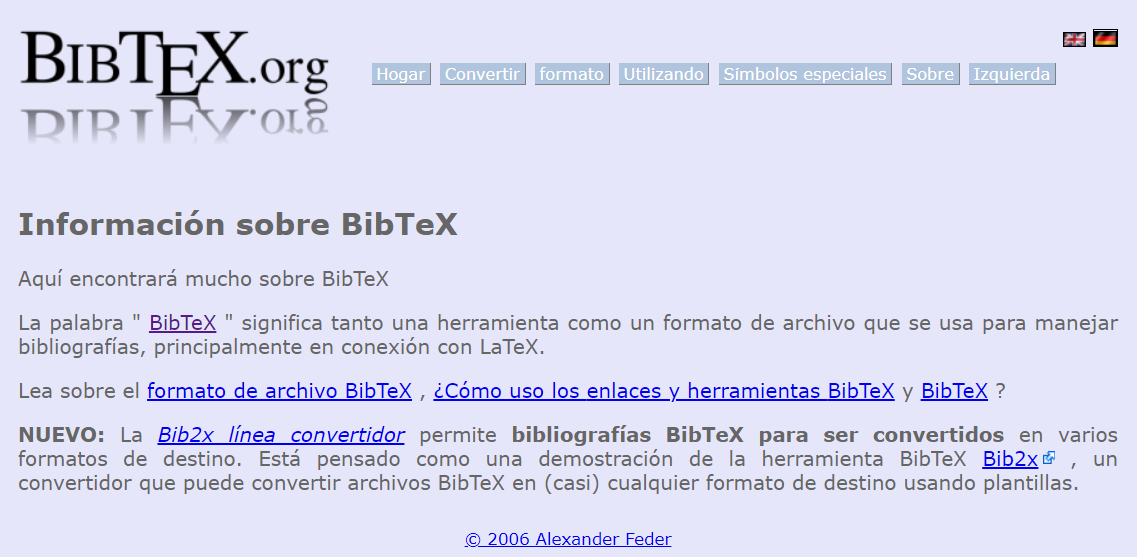 BIBTEX.org
Hogar Convertir formato Utilizando Símbolos especiales Sobre Izquierda
Información sobre BibTeX
Aquí encontrará mucho sobre BibTeX
La palabra " BibTeX " significa tanto una herramienta como un formato de archivo que se usa para manejar
bibliografías, principalmente en conexión con LaTeX.
Lea sobre el formato de archivo BibTeX , ¿Cómo uso los enlaces y herramientas BibTeX y BibTeX ?
NUEVO: La Bib2x línea convertidor permite bibliografías BibTeX para ser convertidos en varios
formatos de destino. Está pensado como una demostración de la herramienta BibTeX Bib2x , un
convertidor que puede convertir archivos BibTeX en (casi) cualquier formato de destino usando plantillas.
© 2006 Alexander Feder